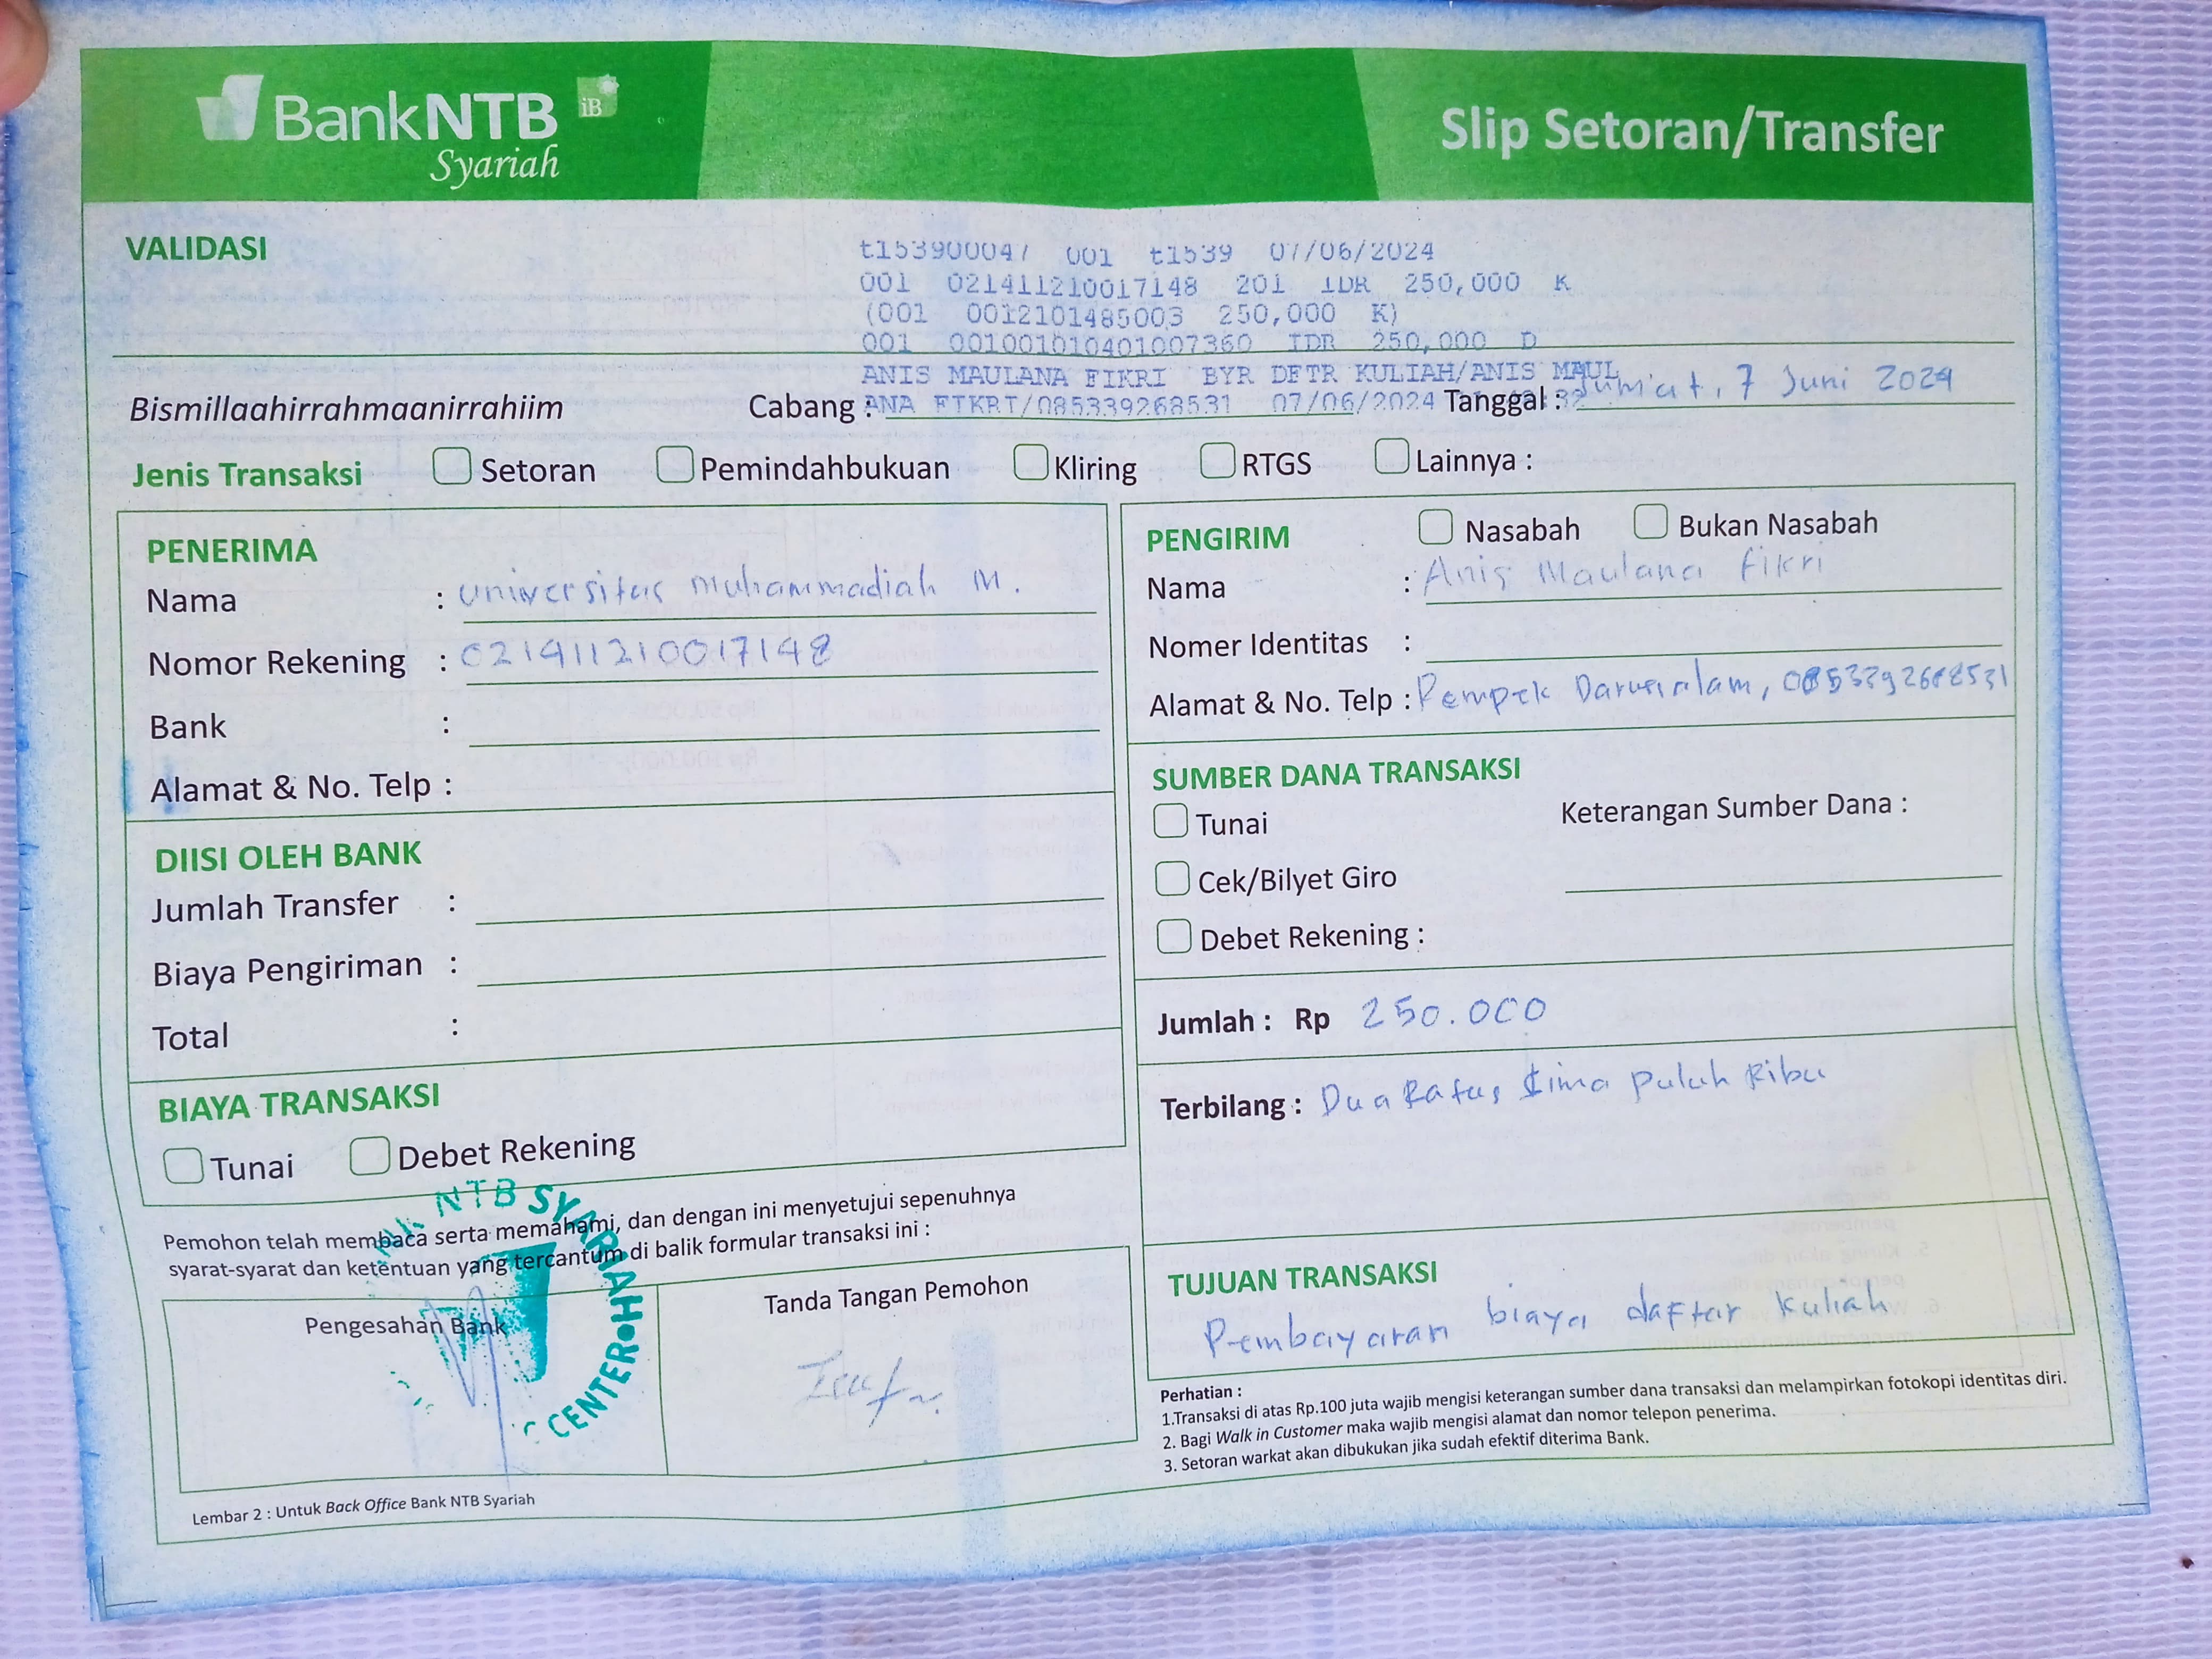 BankNTB iB
Syariah
Slip Setoran/Transfer
VALIDASI
t153900047 001 t1539 07/06/2024
001 021411210017148 201 IDR 250,000 K
(001 0012101485003 250,000 K)
001 001001010401007360 IDR 250,000 D
ANIS MAULANA FIKRI BYR DFTR KULIAH/ANIS MAUL
ANA FIKRI/085339268531 07/06/2024
Bismillaahirrahmaanirrahiim Cabang : Tanggal : Jum'at, 7 Juni 2024
Jenis Transaksi Setoran Pemindahbukuan Kliring RTGS Lainnya :
PENERIMA
Nama : Universitas Muhammadiah M.
Nomor Rekening : 021411210017148
Bank :
Alamat & No. Telp :
DIISI OLEH BANK
Jumlah Transfer :
Biaya Pengiriman :
Total :
BIAYA TRANSAKSI
Tunai Debet Rekening
Pemohon telah membaca serta memahami, dan dengan ini menyetujui sepenuhnya
syarat-syarat dan ketentuan yang tercantum di balik formular transaksi ini :
NTB SYARIAH
CENTEROH
Pengesahan Bank
Tanda Tangan Pemohon
Lembar 2 : Untuk Back Office Bank NTB Syariah
PENGIRIM Nasabah Bukan Nasabah
Nama : Anis Maulana Fikri
Nomer Identitas :
Alamat & No. Telp : Pempek Darusalam,
SUMBER DANA TRANSAKSI
Tunai Keterangan Sumber Dana :
Cek/Bilyet Giro
Debet Rekening :
Jumlah : Rp 250.000
Terbilang : Dua Ratus Lima Puluh Ribu
TUJUAN TRANSAKSI
Pembayaran biaya daftar kuliah
Perhatian :
1.Transaksi di atas Rp.100 juta wajib mengisi keterangan sumber dana transaksi dan melampirkan fotokopi identitas diri.
2. Bagi Walk in Customer maka wajib mengisi alamat dan nomor telepon penerima.
3. Setoran warkat akan dibukukan jika sudah efektif diterima Bank.